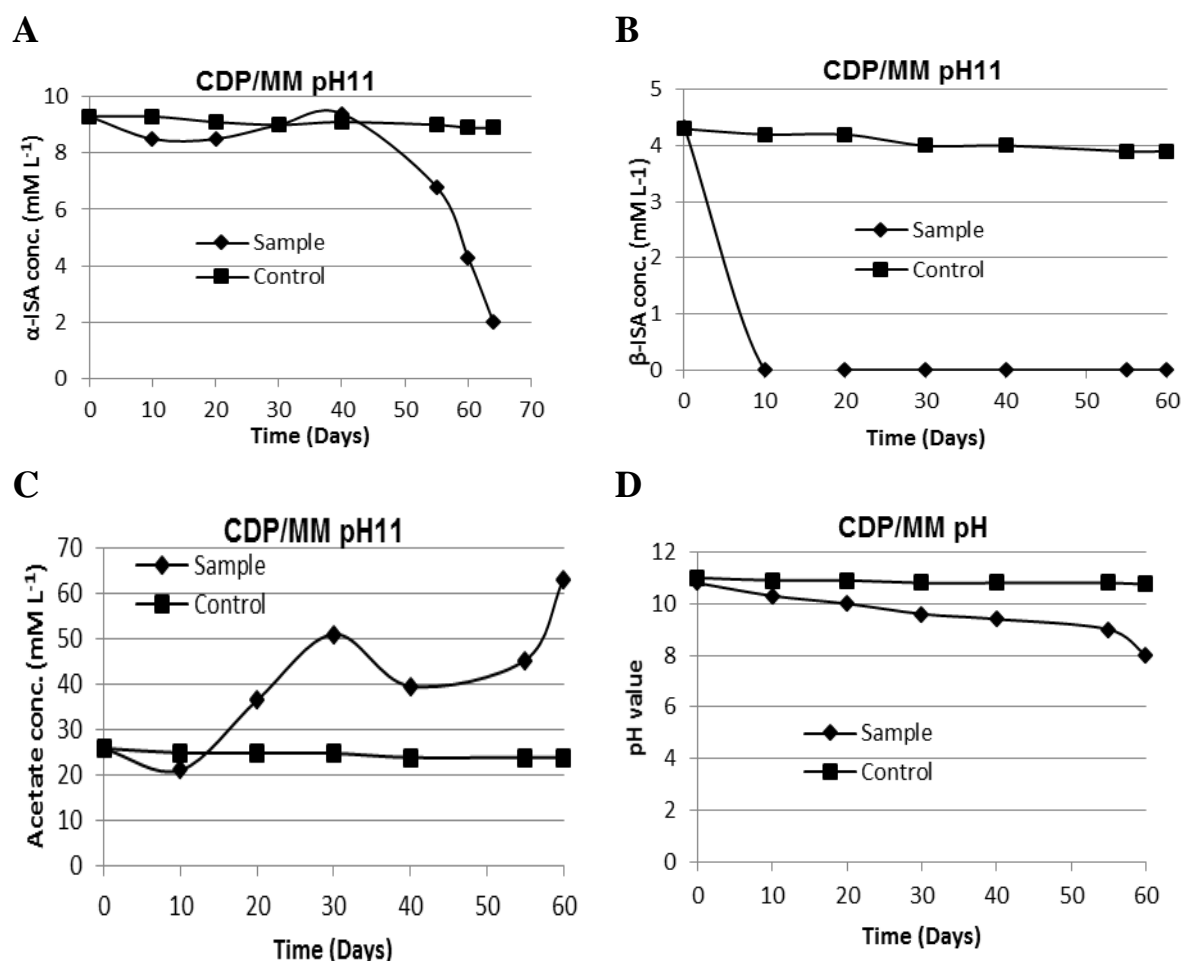 A
CDP/MM pH11
α-ISA conc. (mM L-1)
10
8
6
4
2
0
Sample
Control
0 10 20 30 40 50 60 70
Time (Days)
B
CDP/MM pH11
β-ISA conc. (mM L-1)
5
4
3
2
1
0
Sample
Control
0 10 20 30 40 50 60
Time (Days)
C
CDP/MM pH11
Acetate conc. (mM L-1)
70
60
50
40
30
20
10
0
Sample
Control
0 10 20 30 40 50 60
Time (Days)
D
CDP/MM pH
pH value
12
10
8
6
4
2
0
Sample
Control
0 10 20 30 40 50 60
Time (Days)